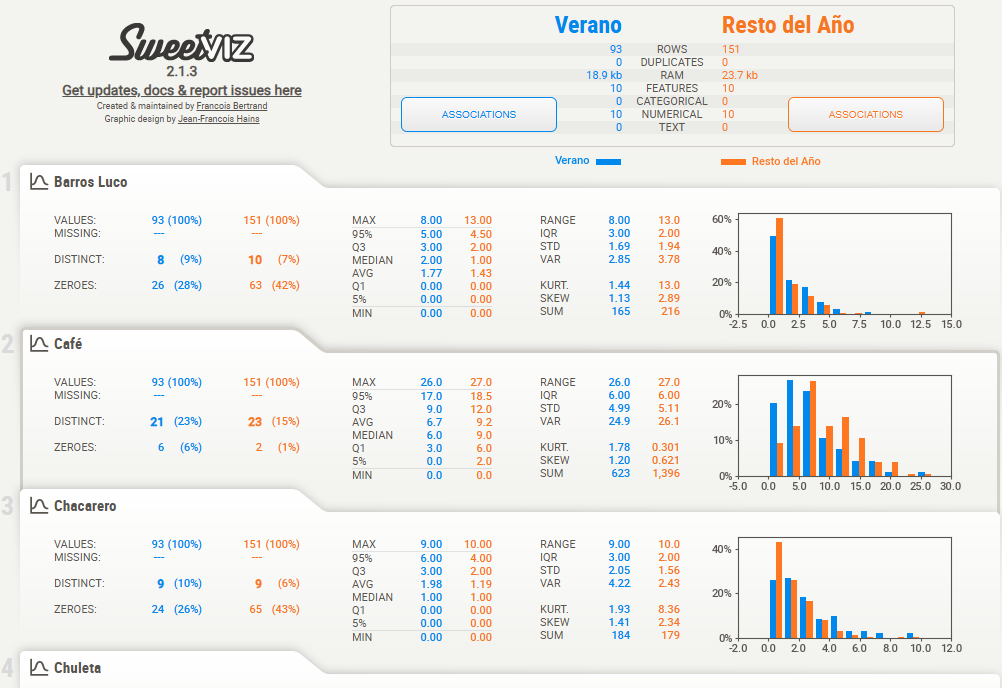 SweetVIZ
2.1.3
Get updates, docs & report issues here
Created & maintained by Francois Bertrand
Graphic design by Jean-Francois Hains
Verano Resto del Año
93 ROWS 151
0 DUPLICATES 0
18.9 kb RAM 23.7 kb
10 FEATURES 10
0 CATEGORICAL 0
10 NUMERICAL 10
0 TEXT 0
ASSOCIATIONS ASSOCIATIONS
Verano Resto del Año
1 Barros Luco
VALUES: 93 (100%) 151 (100%)
MISSING: --- ---
DISTINCT: 8 (9%) 10 (7%)
ZEROES: 26 (28%) 63 (42%)
MAX 8.00 13.00
95% 5.00 4.50
Q3 3.00 2.00
MEDIAN 2.00 1.00
AVG 1.77 1.43
Q1 0.00 0.00
5% 0.00 0.00
MIN 0.00 0.00
RANGE 8.00 13.0
IQR 3.00 2.00
STD 1.69 1.94
VAR 2.85 3.78
KURT. 1.44 13.0
SKEW 1.13 2.89
SUM 165 216
60%
40%
20%
0%
-2.5 0.0 2.5 5.0 7.5 10.0 12.5 15.0
2 Café
VALUES: 93 (100%) 151 (100%)
MISSING: --- ---
DISTINCT: 21 (23%) 23 (15%)
ZEROES: 6 (6%) 2 (1%)
MAX 26.0 27.0
95% 17.0 18.5
Q3 9.0 12.0
AVG 6.7 9.2
MEDIAN 6.0 9.0
Q1 3.0 6.0
5% 0.0 2.0
MIN 0.0 0.0
RANGE 26.0 27.0
IQR 6.00 6.00
STD 4.99 5.11
VAR 24.9 26.1
KURT. 1.78 0.301
SKEW 1.20 0.621
SUM 623 1,396
20%
10%
0%
-5.0 0.0 5.0 10.0 15.0 20.0 25.0 30.0
3 Chacarero
VALUES: 93 (100%) 151 (100%)
MISSING: --- ---
DISTINCT: 9 (10%) 9 (6%)
ZEROES: 24 (26%) 65 (43%)
MAX 9.00 10.00
95% 6.00 4.00
Q3 3.00 2.00
AVG 1.98 1.19
MEDIAN 1.00 1.00
Q1 0.00 0.00
5% 0.00 0.00
MIN 0.00 0.00
RANGE 9.00 10.0
IQR 3.00 2.00
STD 2.05 1.56
VAR 4.22 2.43
KURT. 1.93 8.36
SKEW 1.41 2.34
SUM 184 179
40%
20%
0%
-2.0 0.0 2.0 4.0 6.0 8.0 10.0 12.0
4 Chuleta